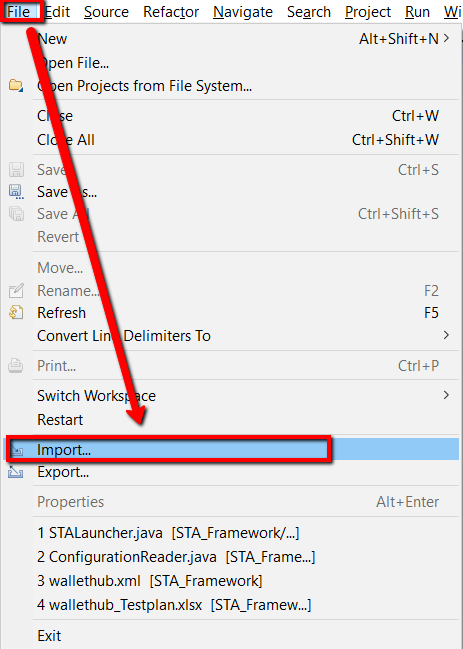 File Edit Source Refactor Navigate Search Project Run Wi
New Alt+Shift+N >
Open File...
Open Projects from File System...
Close Ctrl+W
Close All Ctrl+Shift+W
Save Ctrl+S
Save As...
Save All Ctrl+Shift+S
Revert
Move...
Rename... F2
Refresh F5
Convert Line Delimiters To >
Print... Ctrl+P
Switch Workspace >
Restart
Import...
Export...
Properties Alt+Enter
1 STALauncher.java [STA_Framework/...]
2 ConfigurationReader.java [STA_Frame...]
3 wallethub.xml [STA_Framework]
4 wallethub_Testplan.xlsx [STA_Framew...]
Exit